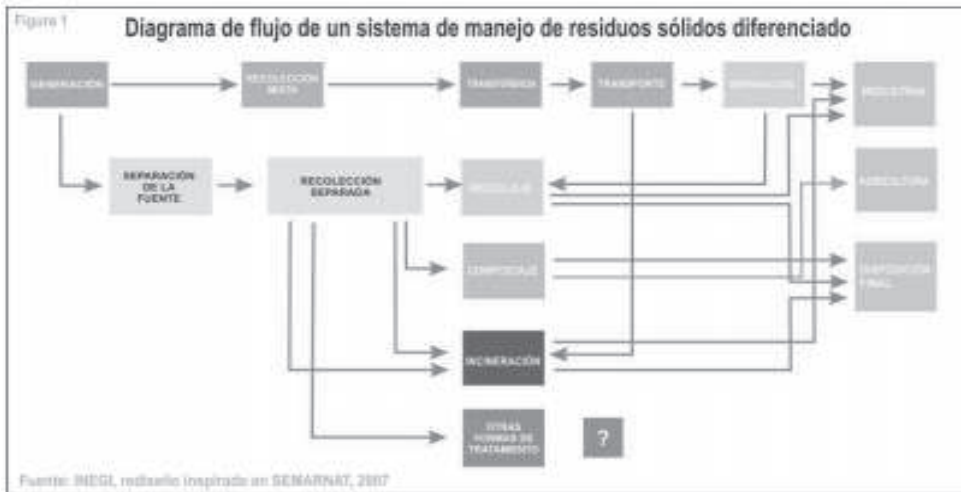 Figura 1
Diagrama de flujo de un sistema de manejo de residuos sólidos diferenciado
GENERACIÓN
RECOLECCIÓN
MIXTA
TRANSPORTE
INDUSTRIA
SEPARACIÓN
DE LA
FUENTE
RECOLECCIÓN
SEPARADA
RECICLAJE
AGRICULTURA
COMPOSTAJE
DISPOSICIÓN
FINAL
INCINERACIÓN
OTRAS
FORMAS DE
TRATAMIENTO
?
Fuente: INEGI, rediseño inspirado en SEMARNAT, 2007